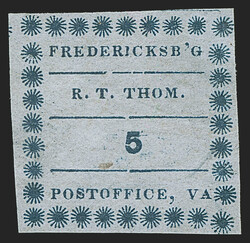 FREDERICKSB'G
R. T. THOM.
5
POSTOFFICE, VA